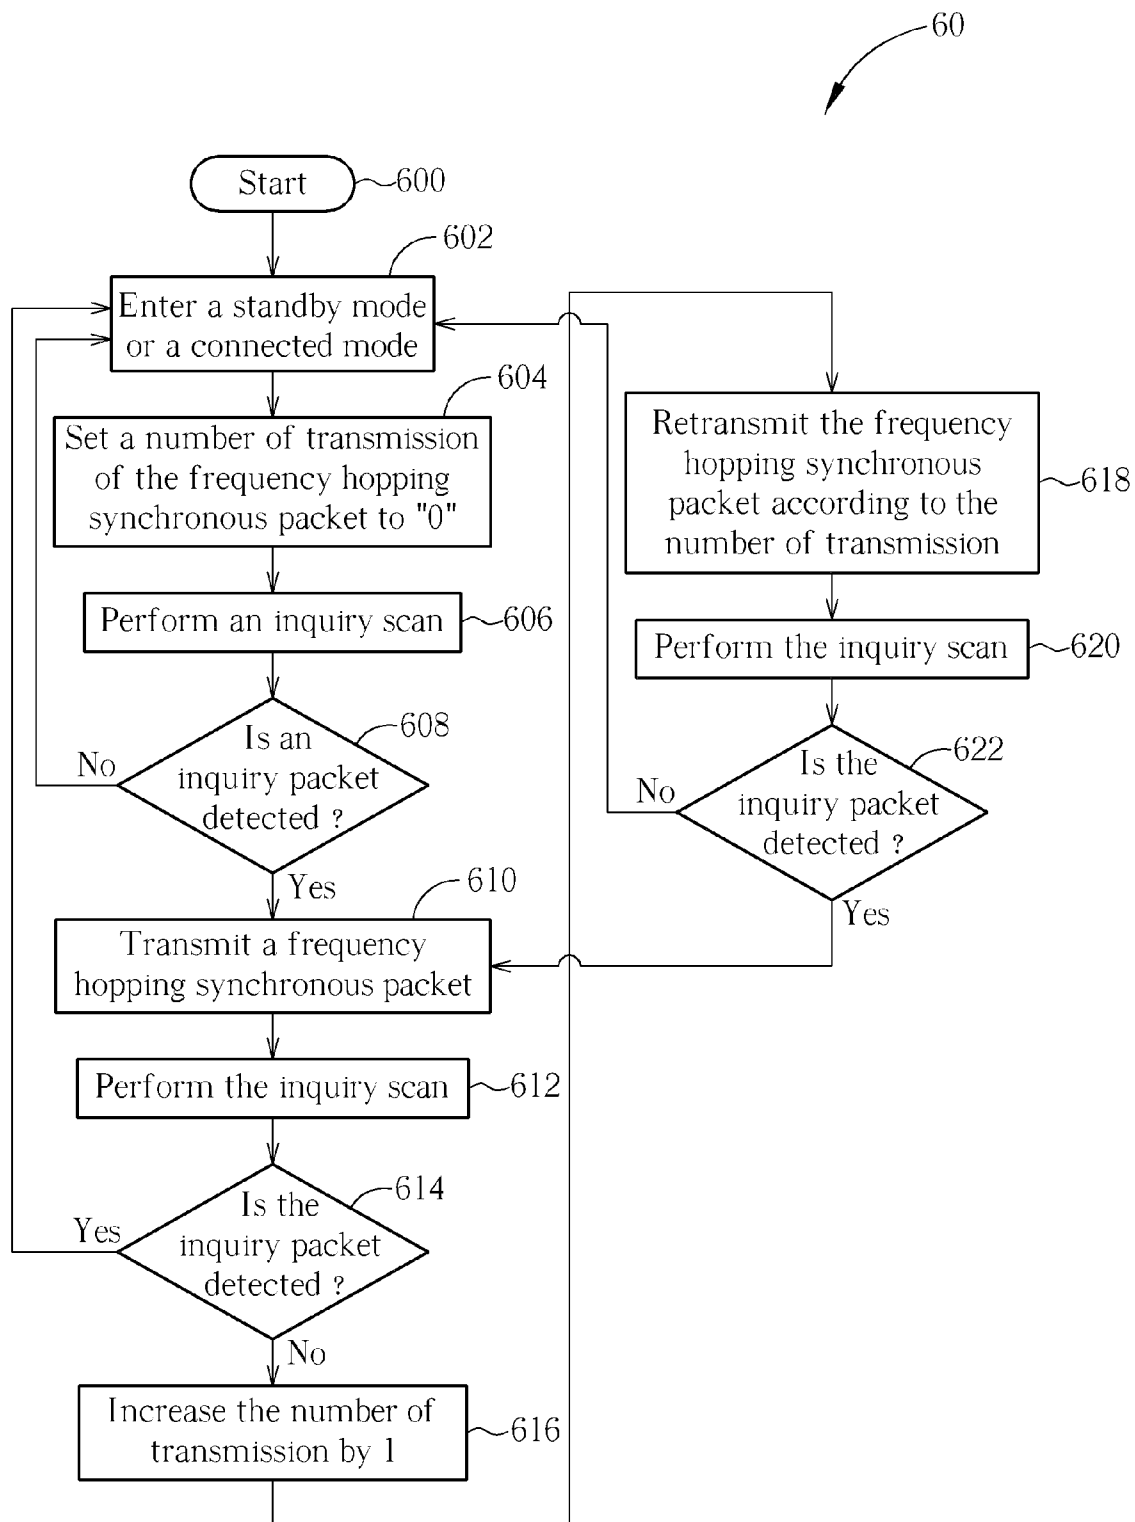 60
Start
600
602
Enter a standby mode
or a connected mode
604
Set a number of transmission
of the frequency hopping
synchronous packet to "0"
Perform an inquiry scan
606
608
Is an
inquiry packet
detected ?
No
Yes
610
Transmit a frequency
hopping synchronous packet
Perform the inquiry scan
612
614
Is the
inquiry packet
detected ?
Yes
No
Increase the number of
transmission by 1
616
Retransmit the frequency
hopping synchronous
packet according to the
number of transmission
618
Perform the inquiry scan
620
622
Is the
inquiry packet
detected ?
No
Yes